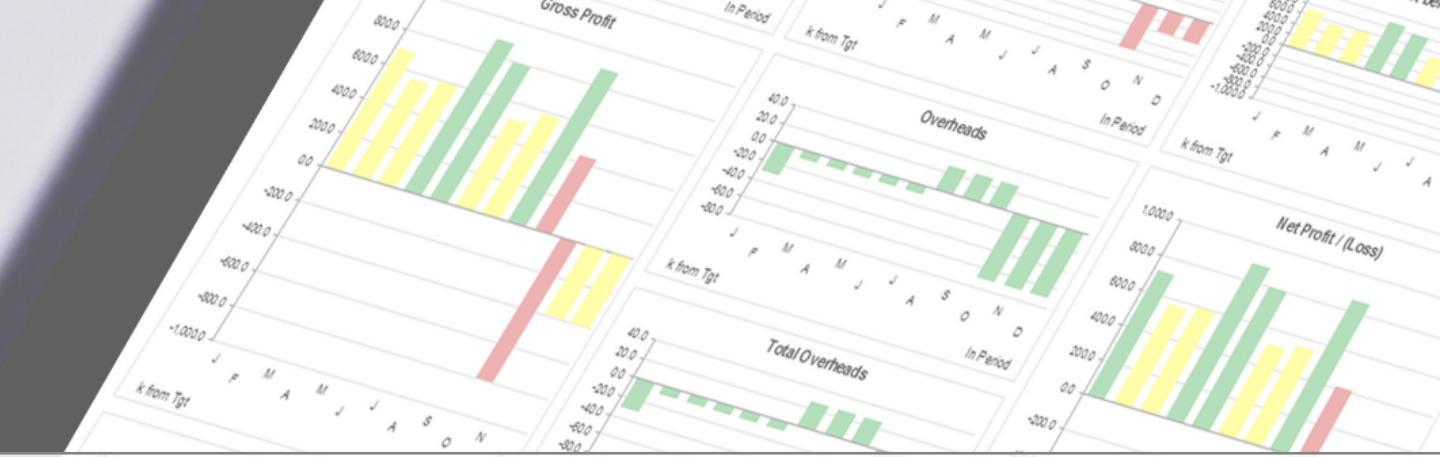 Gross Profit
800.0
600.0
400.0
200.0
0.0
-200.0
-400.0
-600.0
-800.0
-1,000.0
J
F
M
A
M
J
J
A
S
O
N
k from Tgt
In Period
J
F
M
A
M
J
J
A
S
O
N
D
k from Tgt
In Period
Overheads
40.0
20.0
0.0
-20.0
-40.0
-60.0
-80.0
J
F
M
A
M
J
J
A
S
O
N
D
k from Tgt
In Period
Total Overheads
40.0
20.0
0.0
-20.0
-40.0
-60.0
-80.0
600.0
400.0
200.0
0.0
-200.0
-400.0
-600.0
-800.0
-1,000.0
J
F
M
A
M
J
J
A
k from Tgt
Net Profit / (Loss)
1,000.0
800.0
600.0
400.0
200.0
0.0
-200.0